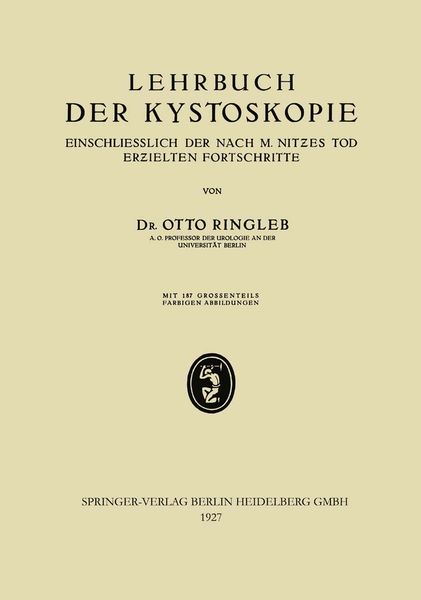 LEHRBUCH
DER KYSTOSKOPIE
EINSCHLIESSLICH DER NACH M. NITZES TOD
ERZIELTEN FORTSCHRITTE
VON
DR. OTTO RINGLEB
A. O. PROFESSOR DER UROLOGIE AN DER
UNIVERSITÄT BERLIN
MIT 187 GROSSENTEILS
FARBIGEN ABBILDUNGEN
SPRINGER-VERLAG BERLIN HEIDELBERG GMBH
1927